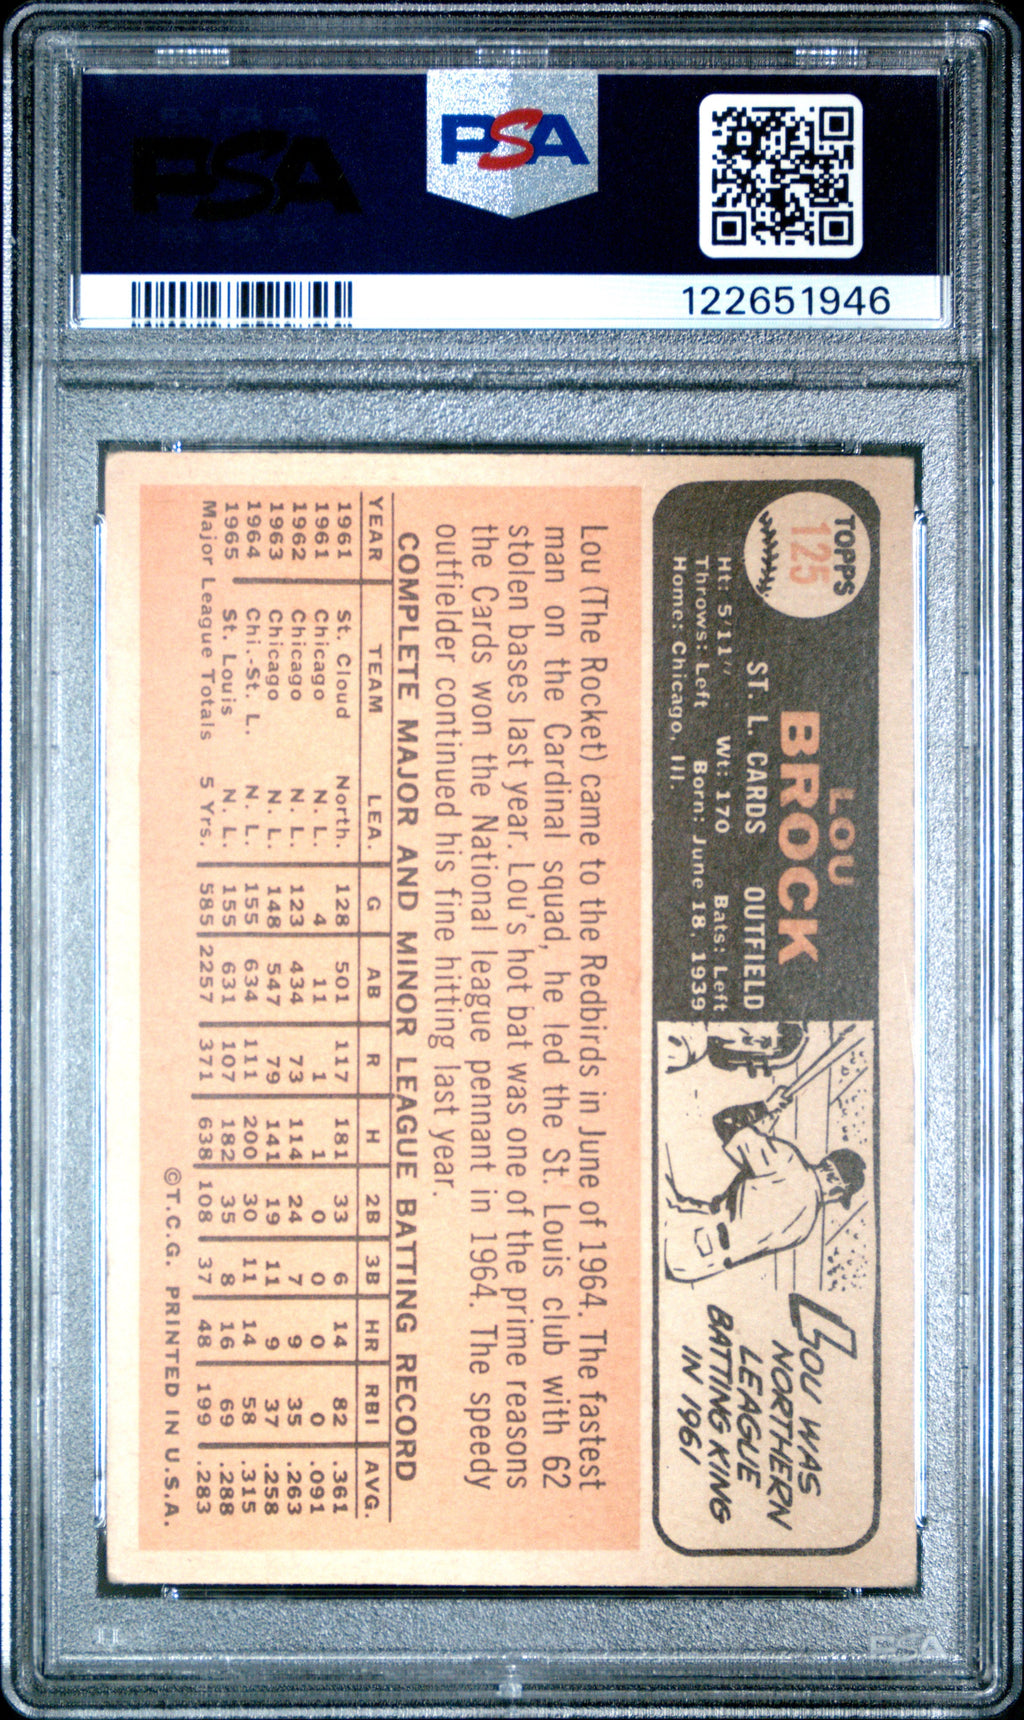 PSA
PSA
122651946
TOPPS
125
LOU
BROCK
ST. L. CARDS OUTFIELD
Ht: 5'11" Wt: 170 Bats: Left
Throws: Left Born: June 18, 1939
Home: Chicago, Ill.
LOU WAS
NORTHERN
LEAGUE
BATTING KING
IN 1961
Lou (The Rocket) came to the Redbirds in June of 1964. The fastest
man on the Cardinal squad, he led the St. Louis club with 62
stolen bases last year. Lou's hot bat was one of the prime reasons
the Cards won the National league pennant in 1964. The speedy
outfielder continued his fine hitting last year.
COMPLETE MAJOR AND MINOR LEAGUE BATTING RECORD
YEAR TEAM LEA. G AB R H 2B 3B HR RBI AVG.
1961 St. Cloud North. 128 501 117 181 33 6 14 82 .361
1961 Chicago N. L. 4 11 1 1 0 0 0 0 .091
1962 Chicago N. L. 123 434 73 114 24 7 9 35 .263
1963 Chicago N. L. 148 547 79 141 19 11 9 37 .258
1964 Chi.-St. L. N. L. 155 634 111 200 30 11 14 58 .315
1965 St. Louis N. L. 155 631 107 182 35 8 16 69 .288
Major League Totals 5 Yrs. 585 2257 371 638 108 37 48 199 .283
©T.C.G. PRINTED IN U.S.A.
PSA